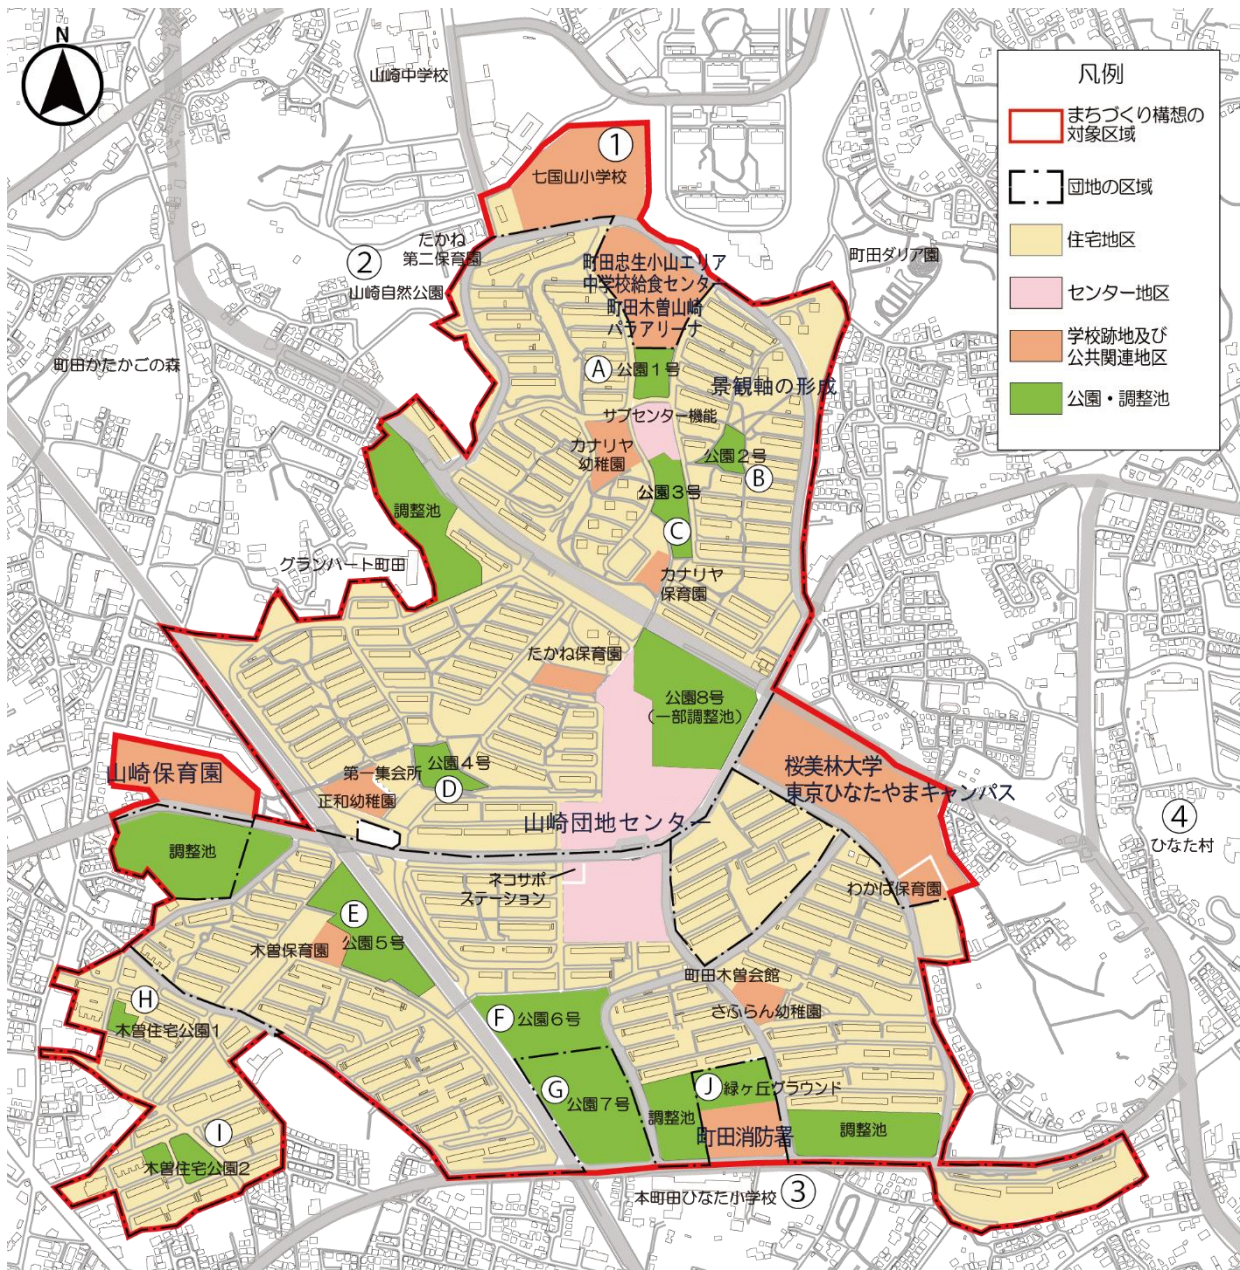 N
山崎中学校
凡例
まちづくり構想の
対象区域
団地の区域
住宅地区
センター地区
学校跡地及び
公共関連地区
公園・調整池
①
七国山小学校
たかね
第二保育園
②
山崎自然公園
町田忠生小山エリア
中学校給食センター
町田木曽山崎
パラアリーナ
町田ダリア園
町田かたかごの森
A
公園1号
景観軸の形成
サブセンター機能
カナリヤ
幼稚園
公園2号
B
公園3号
C
調整池
グランハート町田
カナリヤ
保育園
たかね保育園
公園8号
(一部調整池)
山崎保育園
第一集会所
公園4号
D
正和幼稚園
桜美林大学
東京ひなたやまキャンパス
山崎団地センター
④
ひなた村
調整池
ネコサポ
ステーション
わかば保育園
E
公園5号
木曽保育園
町田木曽会館
さふらん幼稚園
H
木曽住宅公園1
F
公園6号
G
公園7号
J
緑ヶ丘グラウンド
調整池
町田消防署
調整池
I
木曽住宅公園2
本町田ひなた小学校
③